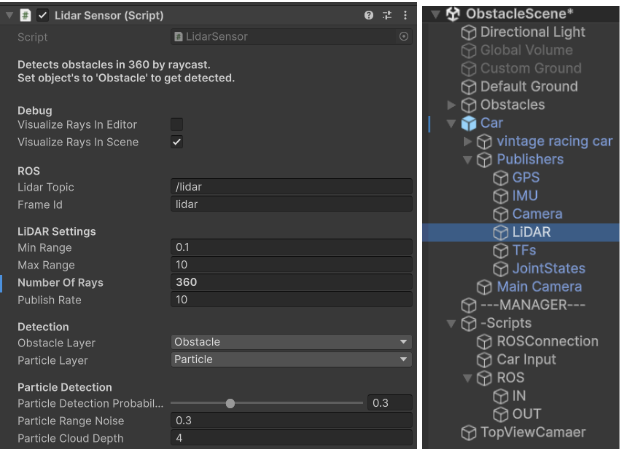 Lidar Sensor (Script)
Script
LidarSensor
Detects obstacles in 360 by raycast.
Set object's to 'Obstacle' to get detected.
Debug
Visualize Rays In Editor
Visualize Rays In Scene
ROS
Lidar Topic /lidar
Frame Id lidar
LiDAR Settings
Min Range 0.1
Max Range 10
Number Of Rays 360
Publish Rate 10
Detection
Obstacle Layer Obstacle
Particle Layer Particle
Particle Detection
Particle Detection Probabil... 0.3
Particle Range Noise 0.3
Particle Cloud Depth 4
ObstacleScene*
Directional Light
Global Volume
Custom Ground
Default Ground
Obstacles
Car
vintage racing car
Publishers
GPS
IMU
Camera
LiDAR
TFs
JointStates
Main Camera
---MANAGER---
-Scripts
ROSConnection
Car Input
ROS
IN
OUT
TopViewCamaer